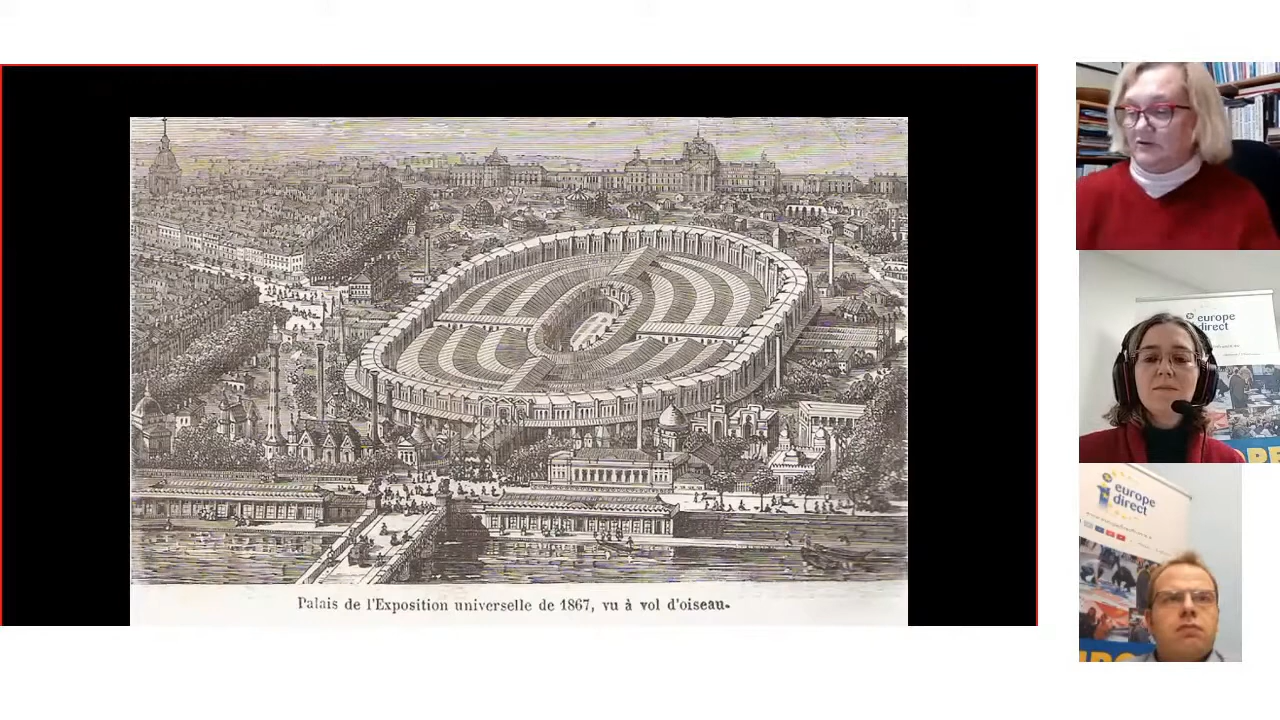 Palais de l'Exposition universelle de 1867, vu à vol d'oiseau-
europe
direct
europe
direct